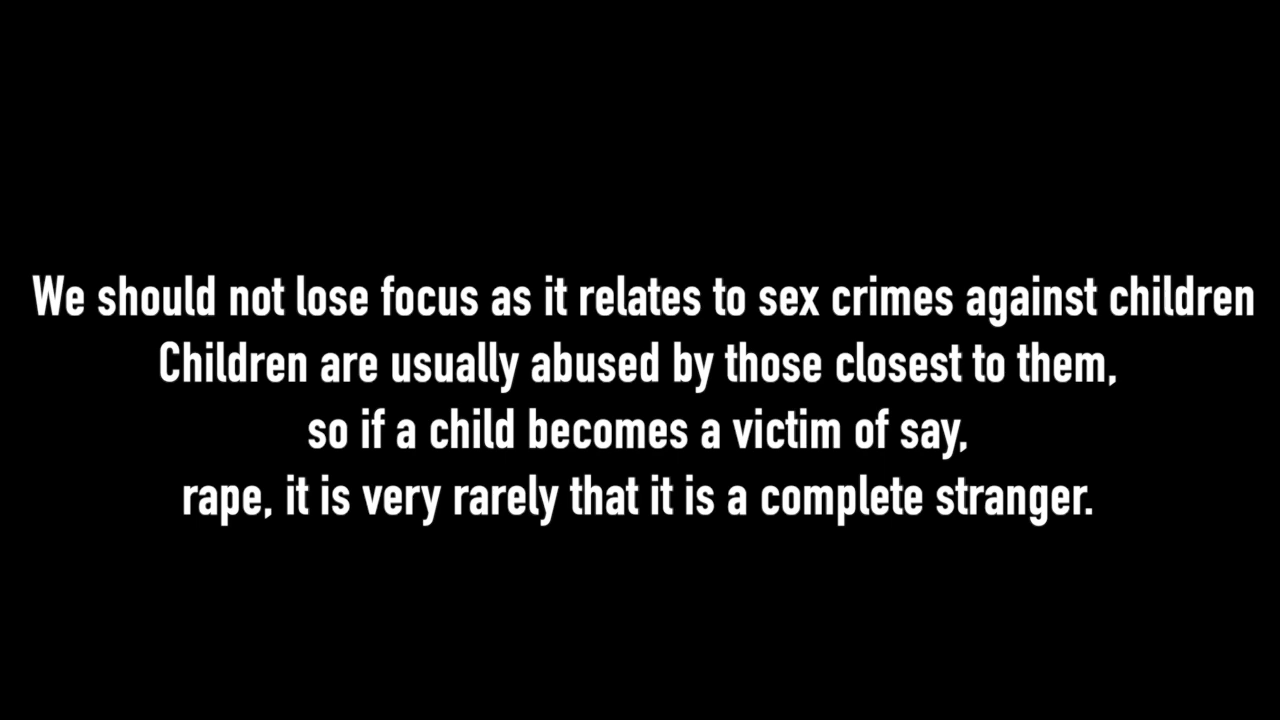 We should not lose focus as it relates to sex crimes against children
Children are usually abused by those closest to them,
so if a child becomes a victim of say,
rape, it is very rarely that it is a complete stranger.